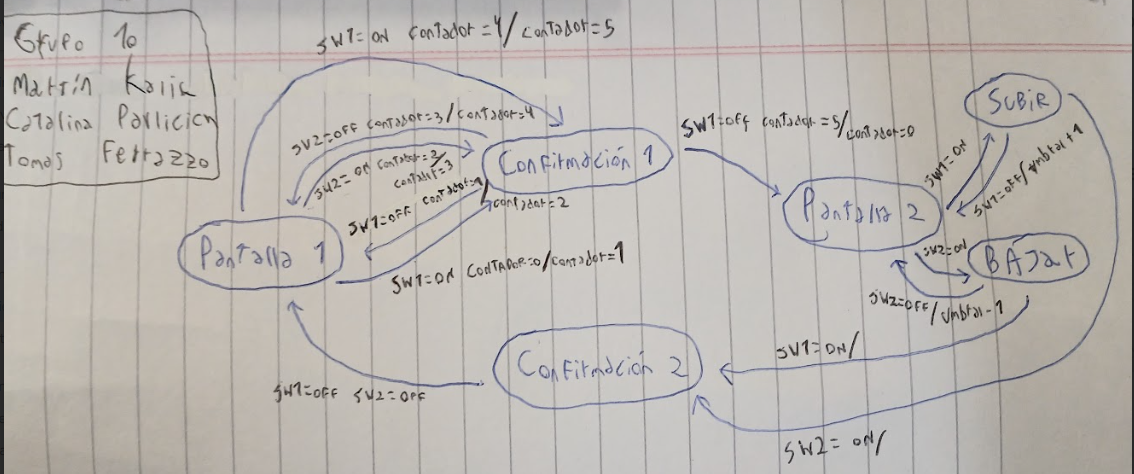 Grupo 10
Martín Kalik
Catalina
Tomas Ferrazzo
SW1=ON Contador=4/Contador=5
SW2=OFF Contador=3/Contador=4
SW2=ON Contador=2/
Contador=3
SW1=OFF Contador=1
/contador=2
Confirmación 1
SW1=OFF contador=5/
contador=0
SUBIR
SW1=ON
SW1=OFF/umbral+1
Pantalla 2
SW2=ON
BAJar
SW2=OFF/umbral-1
Pantalla 1
SW1=ON CONTADOR=0/contador=1
Confirmación 2
SW1=ON/
SW1=OFF SW2=OFF
SW2=ON/